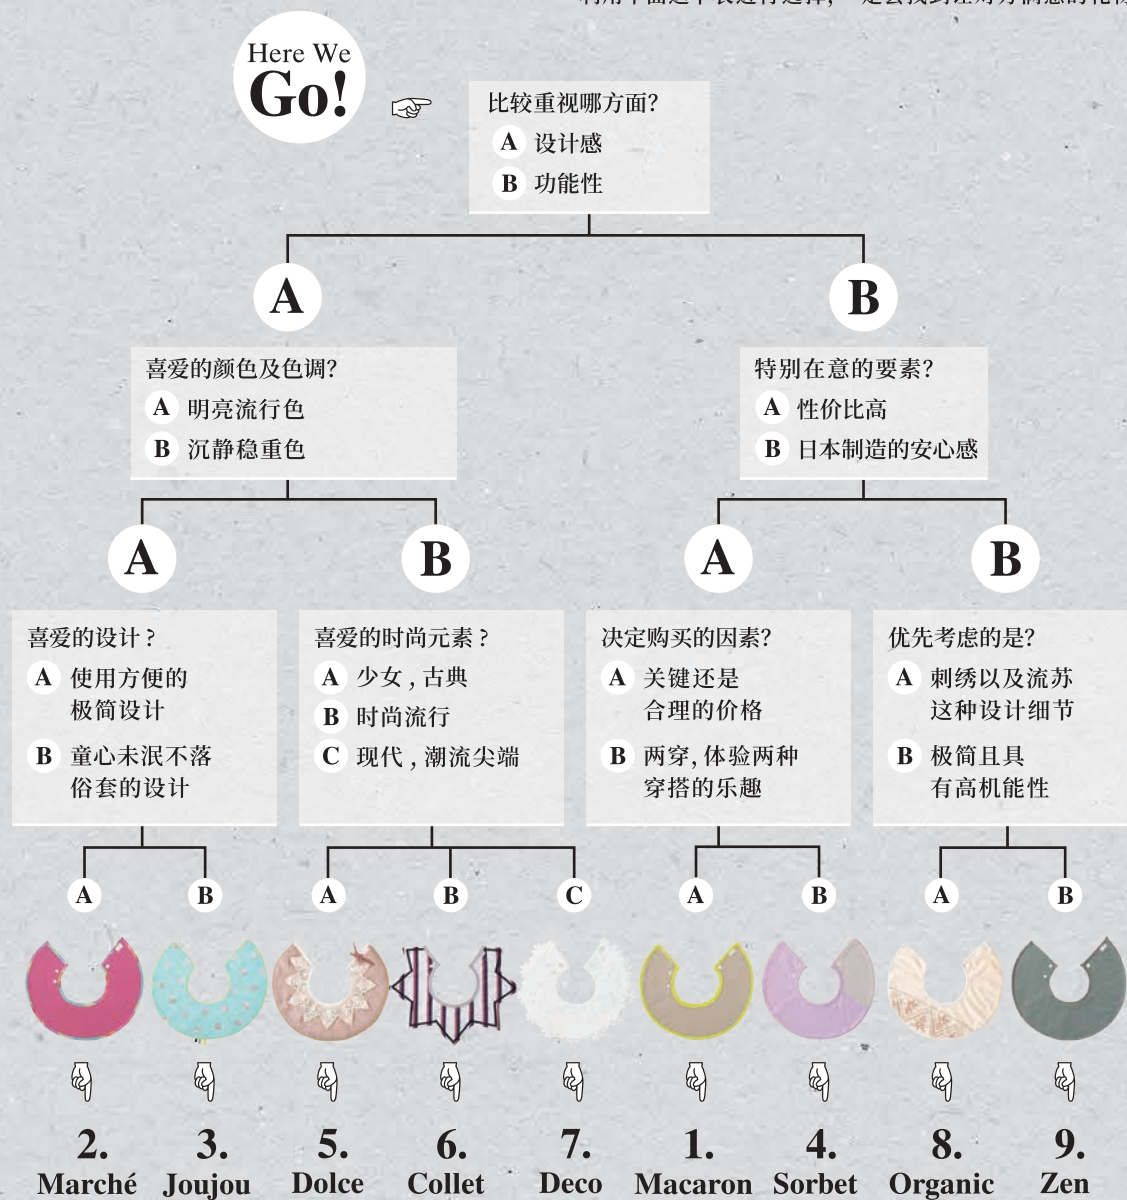 Here We
Go!
比较重视哪方面?
A 设计感
B 功能性
A
B
喜爱的颜色及色调?
A 明亮流行色
B 沉静稳重色
特别在意的要素?
A 性价比高
B 日本制造的安心感
A
B
A
B
喜爱的设计?
A 使用方便的
极简设计
B 童心未泯不落
俗套的设计
喜爱的时尚元素?
A 少女,古典
B 时尚流行
C 现代,潮流尖端
决定购买的因素?
A 关键还是
合理的价格
B 两穿,体验两种
穿搭的乐趣
优先考虑的是?
A 刺绣以及流苏
这种设计细节
B 极简且具
有高机能性
A
B
A
B
C
A
B
A
B
2.
Marché
3.
Joujou
5.
Dolce
6.
Collet
7.
Deco
1.
Macaron
4.
Sorbet
8.
Organic
9.
Zen